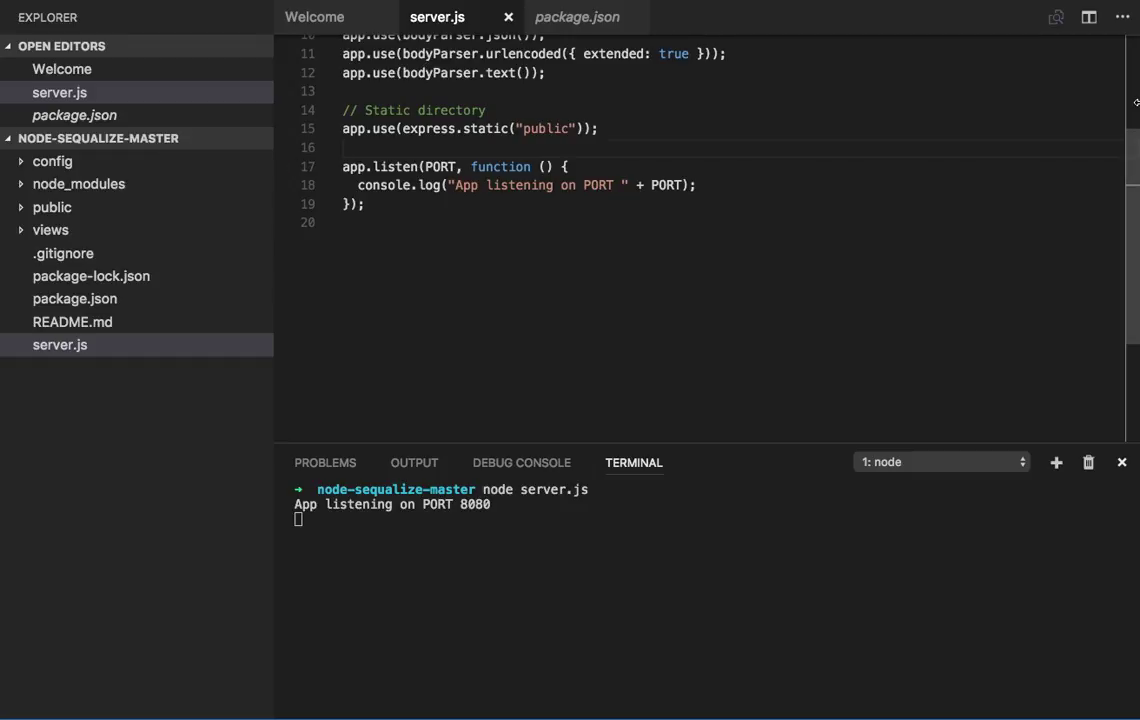 EXPLORER
OPEN EDITORS
Welcome
server.js
package.json
NODE-SEQUALIZE-MASTER
config
node_modules
public
views
.gitignore
package-lock.json
package.json
README.md
server.js
Welcome
server.js
package.json
10 app.use(bodyParser.json());
11 app.use(bodyParser.urlencoded({ extended: true }));
12 app.use(bodyParser.text());
13
14 // Static directory
15 app.use(express.static("public"));
16
17 app.listen(PORT, function () {
18 console.log("App listening on PORT " + PORT);
19 });
20
PROBLEMS OUTPUT DEBUG CONSOLE TERMINAL 1: node
➜ node-sequalize-master node server.js
App listening on PORT 8080